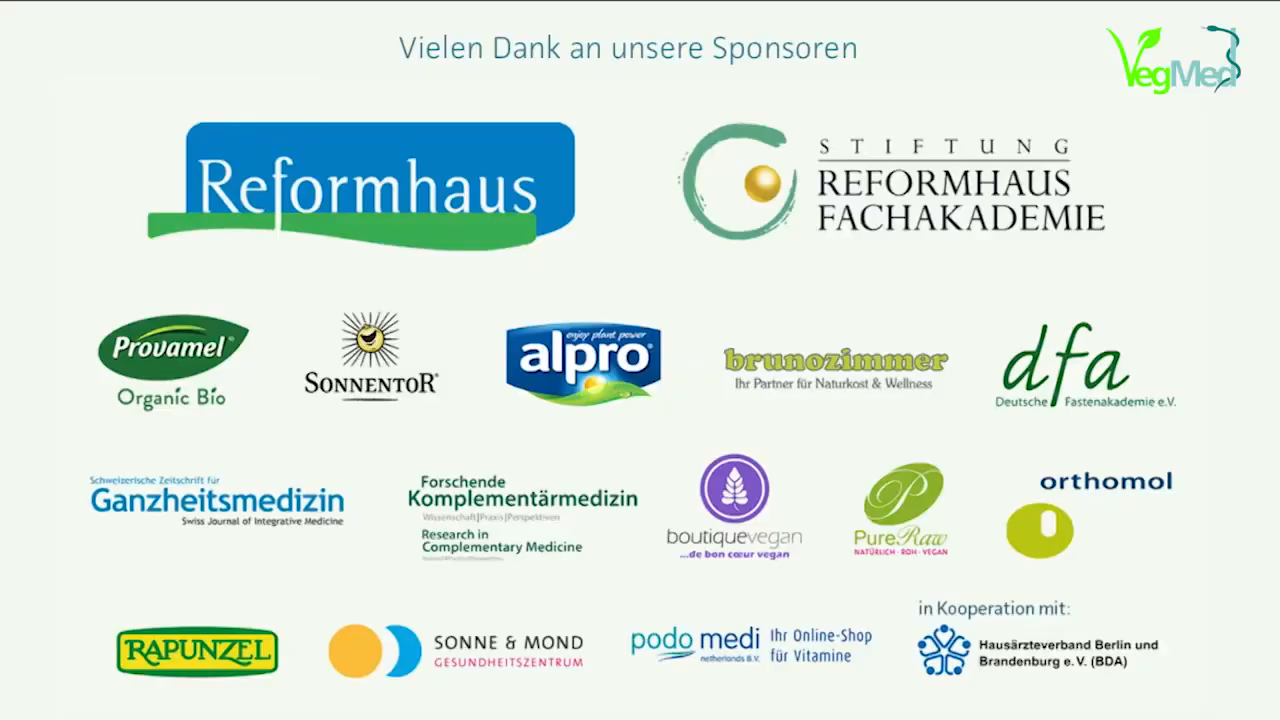 Vielen Dank an unsere Sponsoren
VegMed
Reformhaus
STIFTUNG
REFORMHAUS
FACHAKADEMIE
Provamel®
Organic Bio
SONNENTOR®
enjoy plant power
alpro®
brunozimmer
Ihr Partner für Naturkost & Wellness
dfa
Deutsche Fastenakademie e.V.
Schweizerische Zeitschrift für
Ganzheitsmedizin
Swiss Journal of Integrative Medicine
Forschende
Komplementärmedizin
Wissenschaft|Praxis|Perspektiven
Research in
Complementary Medicine
boutiquevegan
...de bon cœur vegan
P
PureRaw
NATÜRLICH · ROH · VEGAN
orthomol
RAPUNZEL
SONNE & MOND
GESUNDHEITSZENTRUM
podo medi
netherlands B.V.
Ihr Online-Shop
für Vitamine
in Kooperation mit:
Hausärzteverband Berlin und
Brandenburg e. V. (BDA)